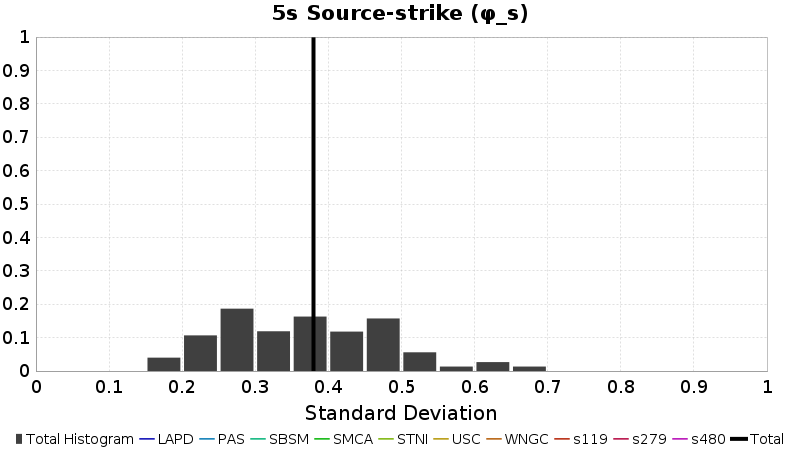 5s Source-strike (φ_s)
1
0.9
0.8
0.7
0.6
0.5
0.4
0.3
0.2
0.1
0
0 0.1 0.2 0.3 0.4 0.5 0.6 0.7 0.8 0.9 1
Standard Deviation
Total Histogram LAPD PAS SBSM SMCA STNI USC WNGC s119 s279 s480 Total